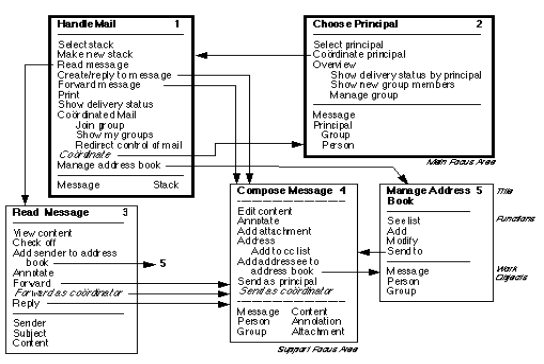 Handle Mail 1
Select stack
Make new stack
Read message
Create/reply to message
Forward message
Print
Show delivery status
Coördinated Mail
Join group
Show my groups
Redirect control of mail
Coördinate
Manage address book
Message Stack
Choose Principal 2
Select principal
Coördinate principal
Overview
Show delivery status by principal
Show new group members
Manage group
Message
Principal
Group
Person
Main Focus Area
Read Message 3
View content
Check off
Add sender to address
book 5
Annotate
Forward
Forward as coördinator
Reply
Sender
Subject
Content
Compose Message 4
Edit content
Annotate
Add attachment
Address
Add to cc list
Add addressee to
address book
Send as principal
Send as coördinator
Message Content
Person Annotation
Group Attachment
Support Focus Area
Manage Address 5
Book
See list
Add
Modify
Send to
Message
Person
Group
Title
Functions
Work
Objects